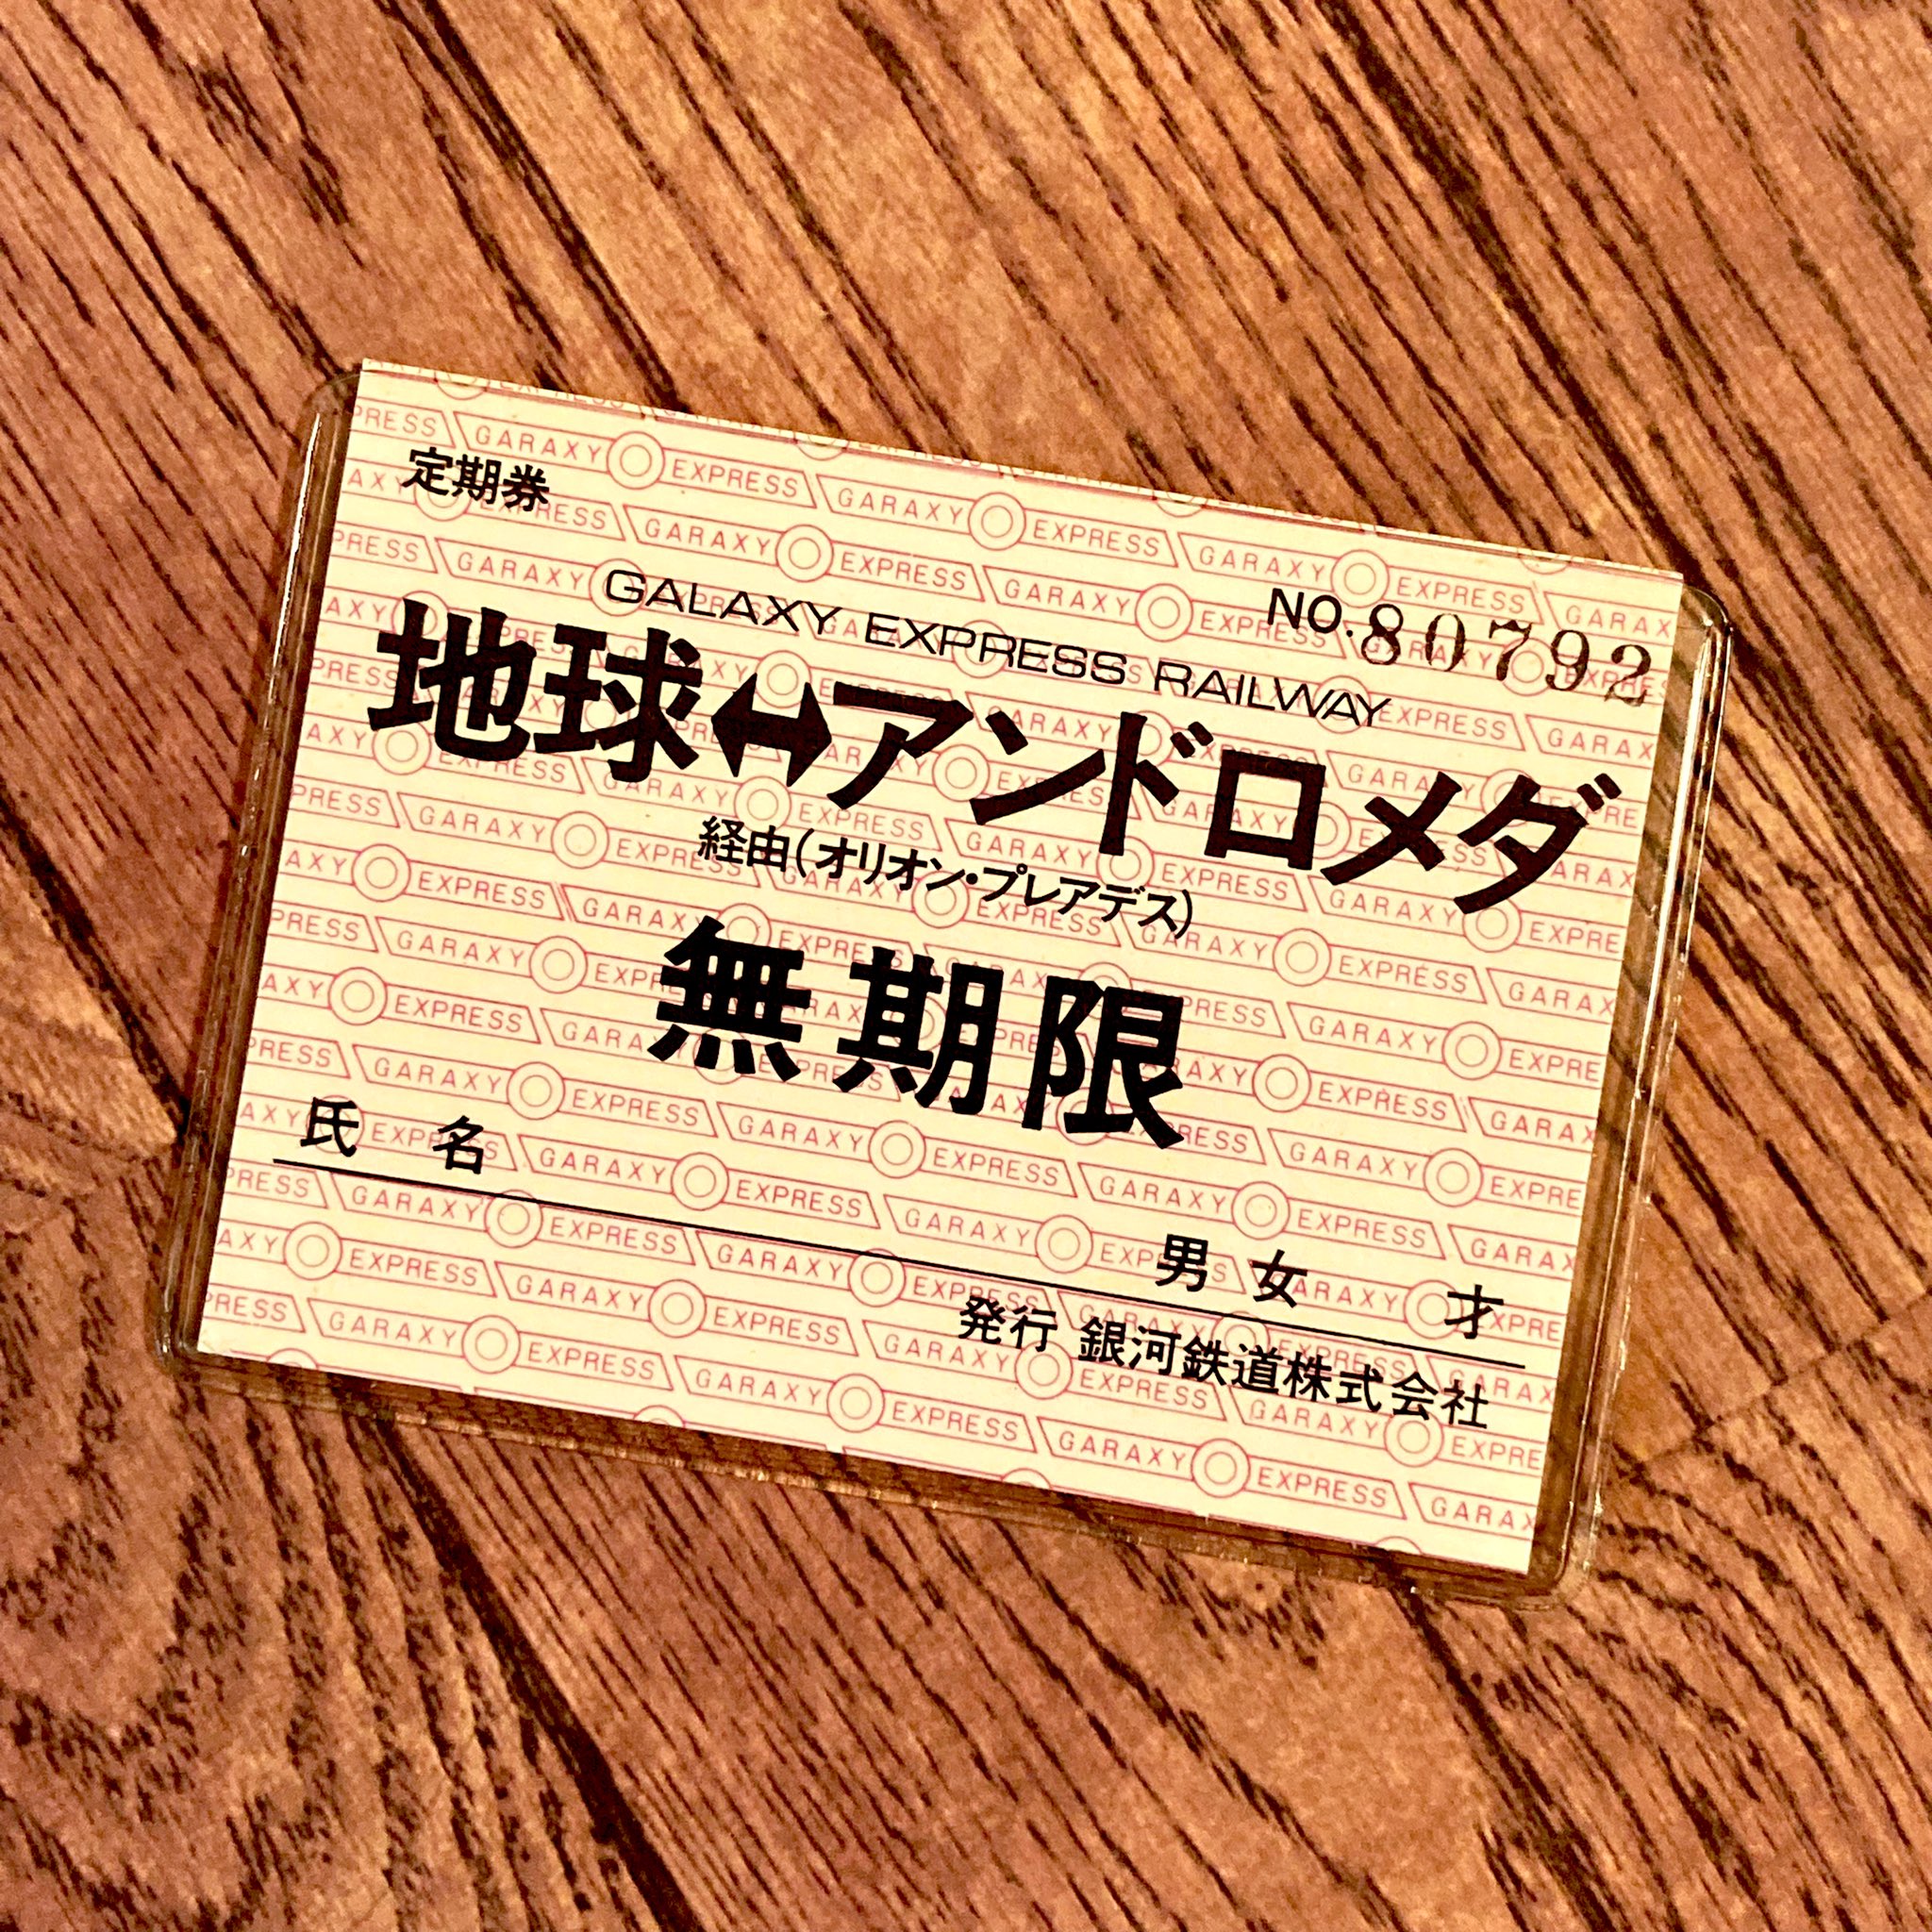 定期券
NO.80792
GALAXY EXPRESS RAILWAY
地球↔アンドロメダ
経由(オリオン・プレアデス)
無期限
氏 名
男 女 才
発行 銀河鉄道株式会社
GARAXY EXPRESS